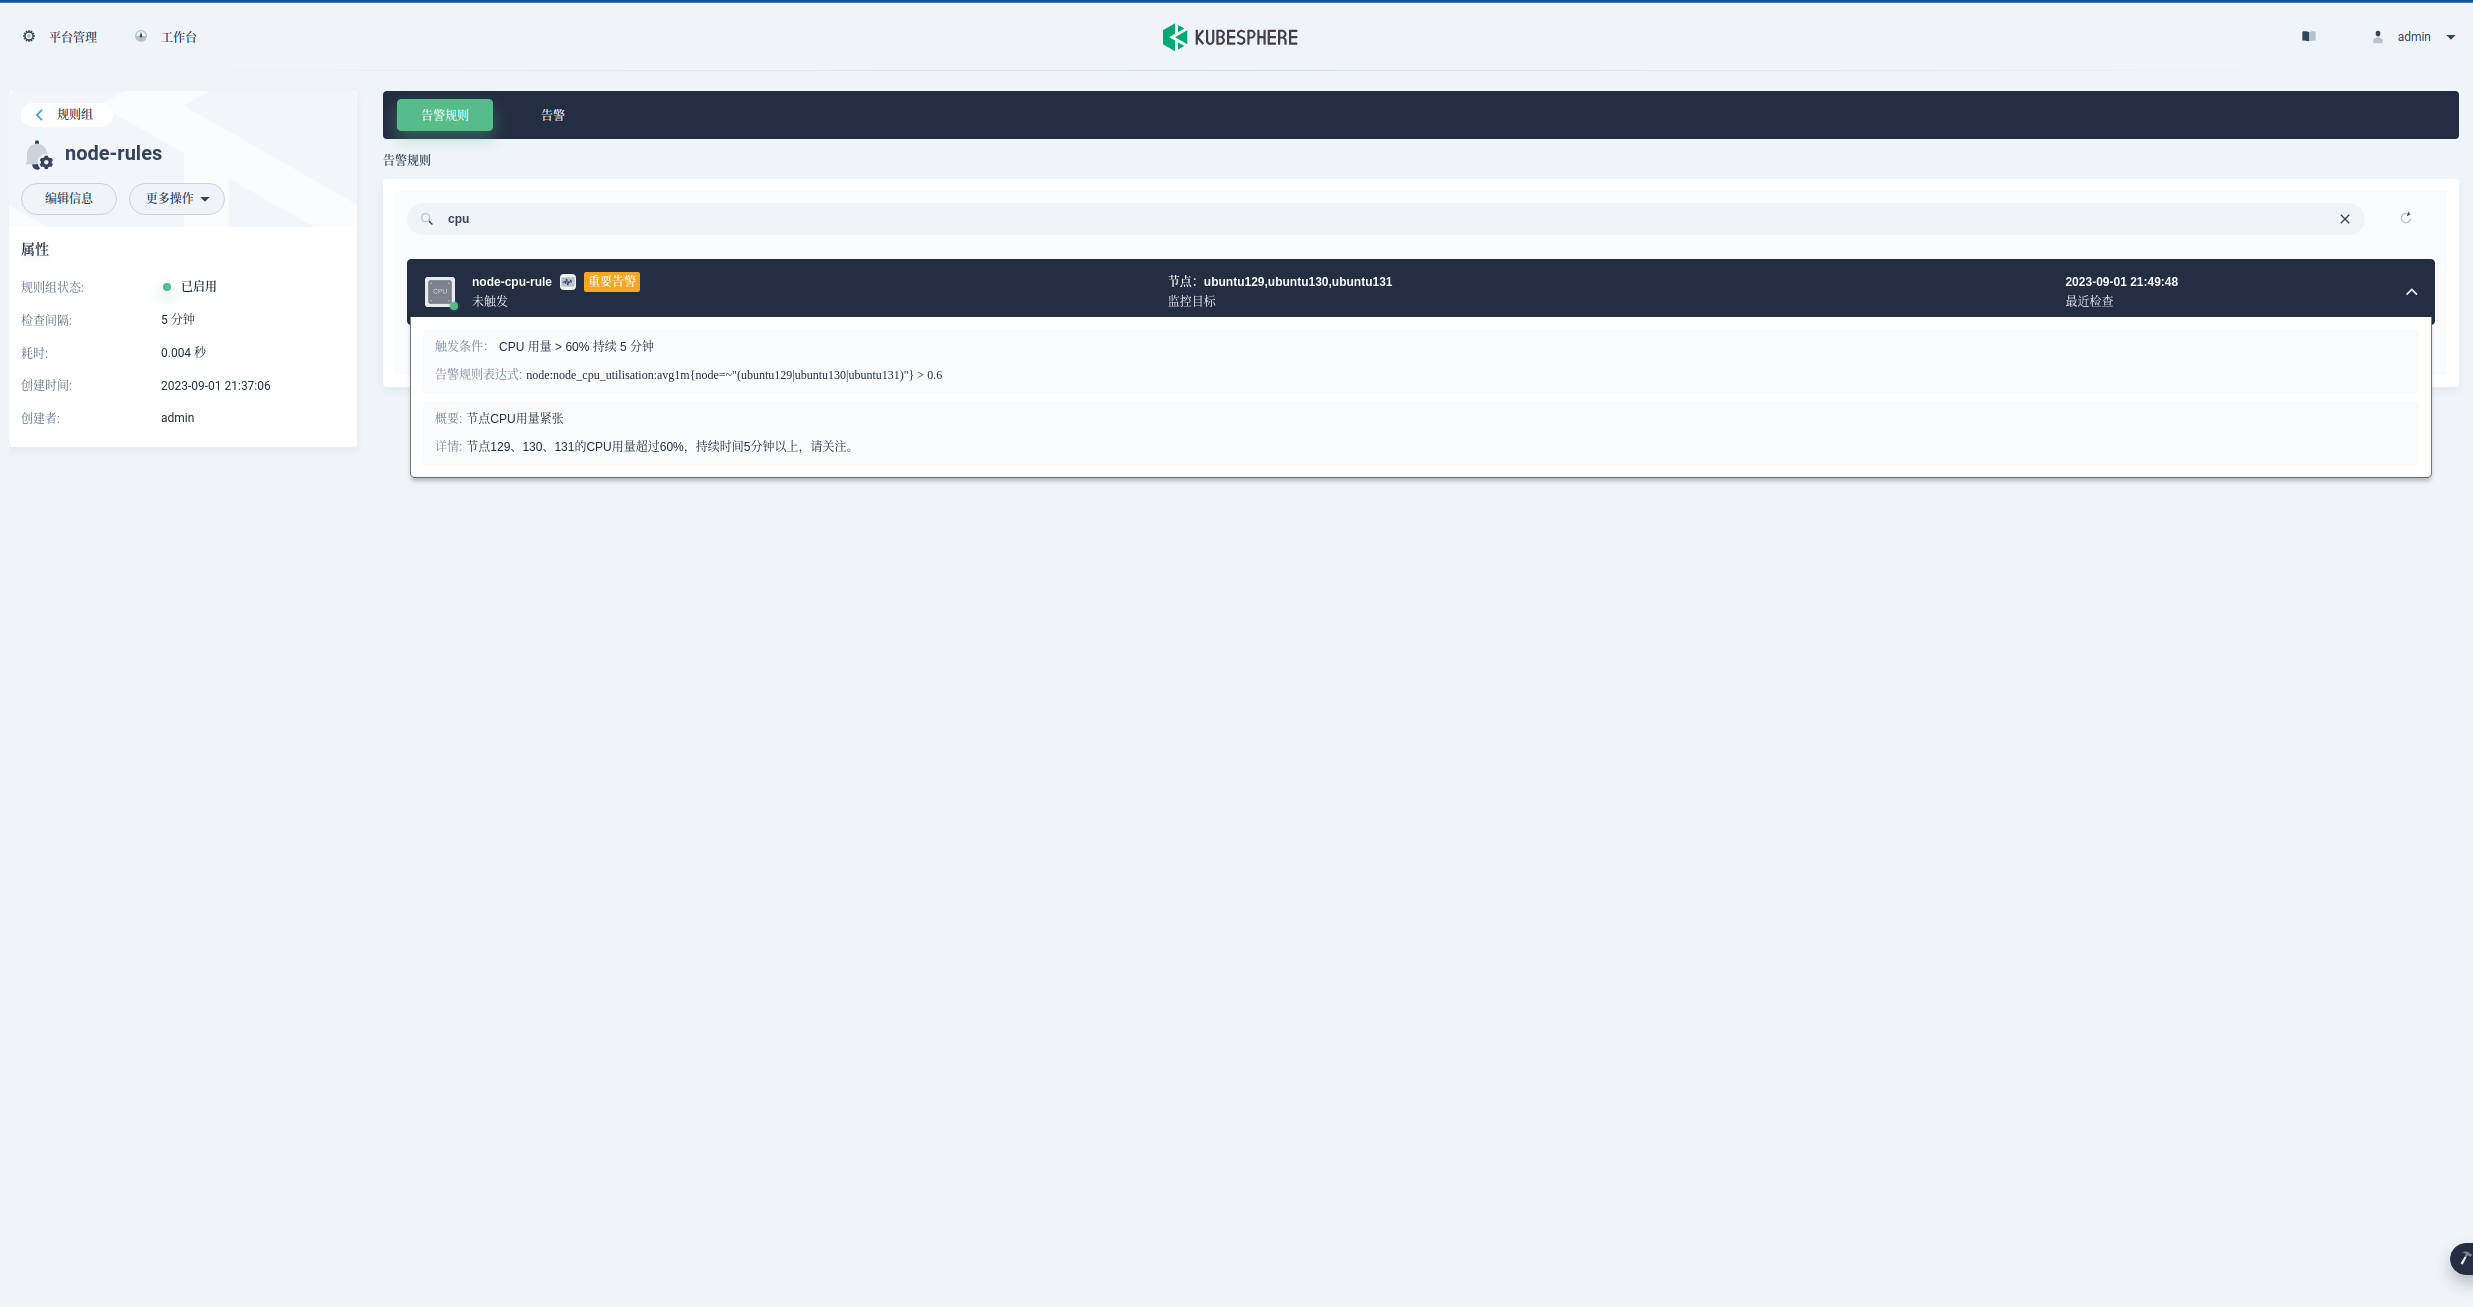 平台管理
工作台
KUBESPHERE
admin
规则组
node-rules
编辑信息
更多操作
属性
规则组状态:
已启用
检查间隔:
5 分钟
耗时:
0.004 秒
创建时间:
2023-09-01 21:37:06
创建者:
admin
告警规则
告警
告警规则
cpu
CPU
node-cpu-rule
重要告警
未触发
节点：ubuntu129,ubuntu130,ubuntu131
监控目标
2023-09-01 21:49:48
最近检查
触发条件： CPU 用量 > 60% 持续 5 分钟
告警规则表达式: node:node_cpu_utilisation:avg1m{node=~"(ubuntu129|ubuntu130|ubuntu131)"} > 0.6
概要: 节点CPU用量紧张
详情: 节点129、130、131的CPU用量超过60%，持续时间5分钟以上，请关注。